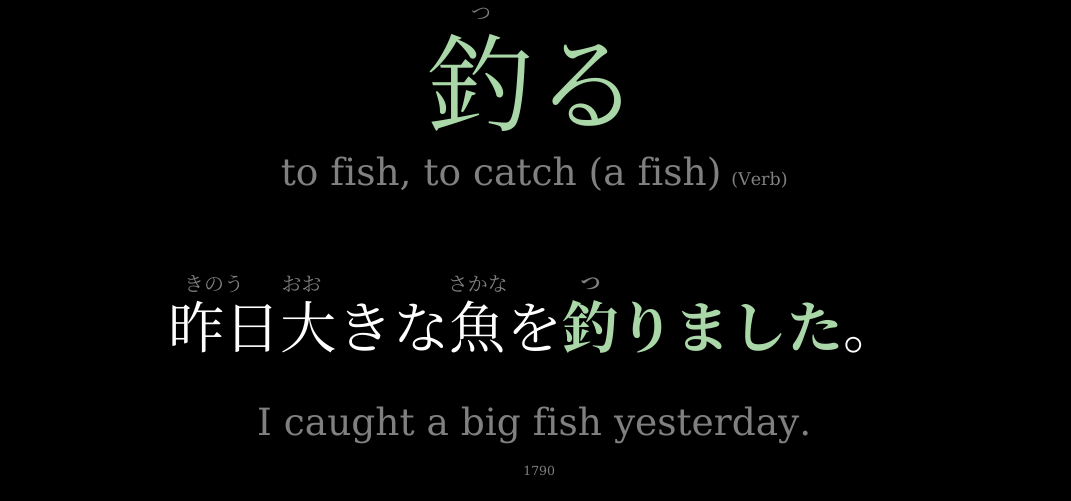 つ
釣る
to fish, to catch (a fish) (Verb)
きのう おお さかな つ
昨日大きな魚を釣りました。
I caught a big fish yesterday.
1790